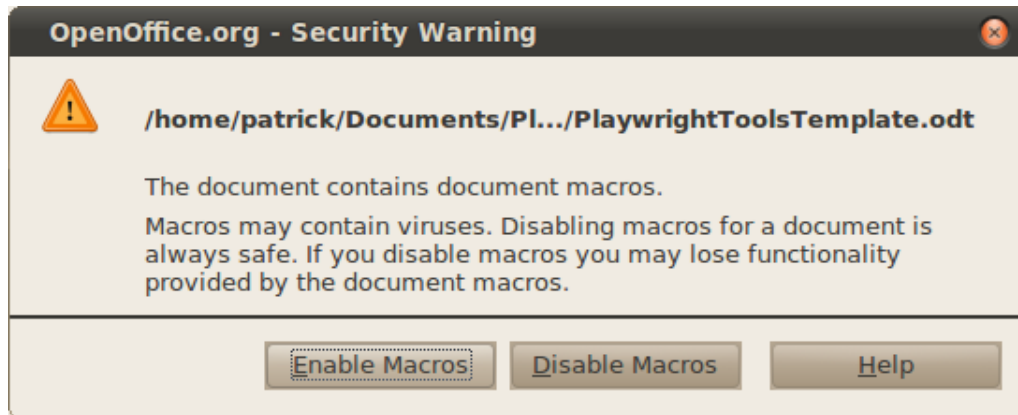 OpenOffice.org - Security Warning
/home/patrick/Documents/Pl.../PlaywrightToolsTemplate.odt
The document contains document macros.
Macros may contain viruses. Disabling macros for a document is
always safe. If you disable macros you may lose functionality
provided by the document macros.
Enable Macros
Disable Macros
Help